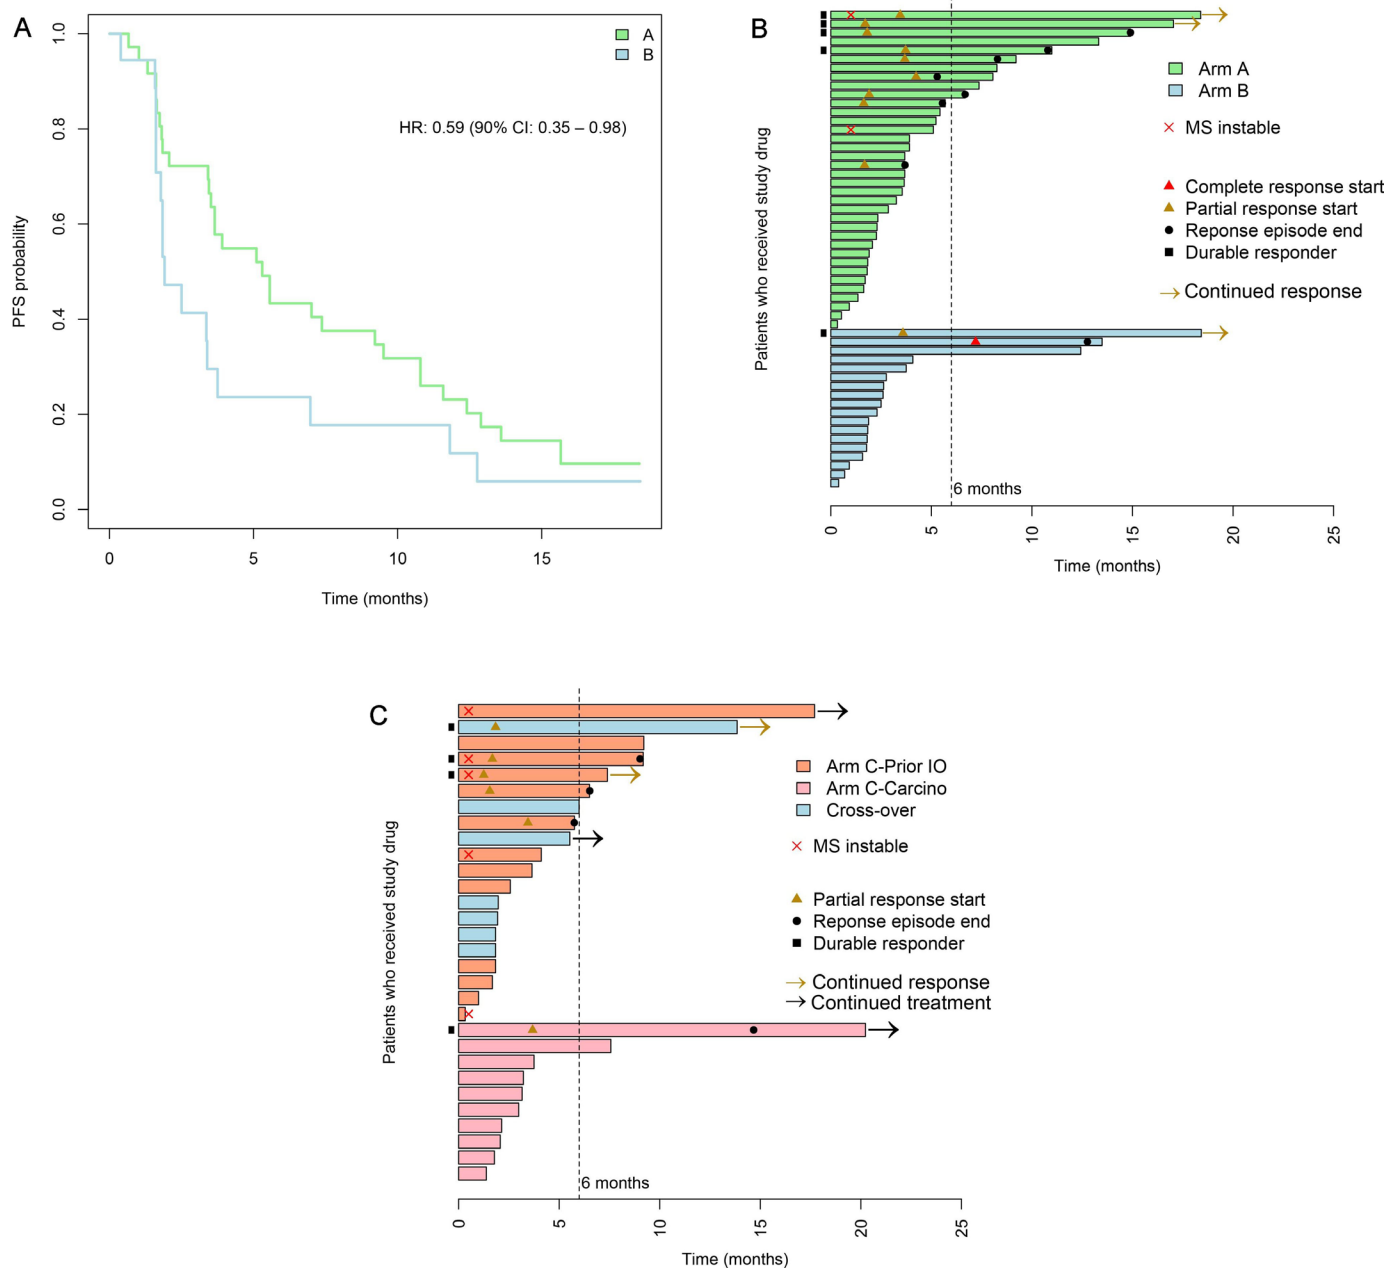 A
A
B
HR: 0.59 (90% CI: 0.35 – 0.98)
PFS probability
0.0
0.2
0.4
0.6
0.8
1.0
0 5 10 15
Time (months)
B
Arm A
Arm B
MS instable
Complete response start
Partial response start
Reponse episode end
Durable responder
Continued response
Patients who received study drug
6 months
0 5 10 15 20 25
Time (months)
C
Arm C-Prior IO
Arm C-Carcino
Cross-over
MS instable
Partial response start
Reponse episode end
Durable responder
Continued response
Continued treatment
Patients who received study drug
6 months
0 5 10 15 20 25
Time (months)